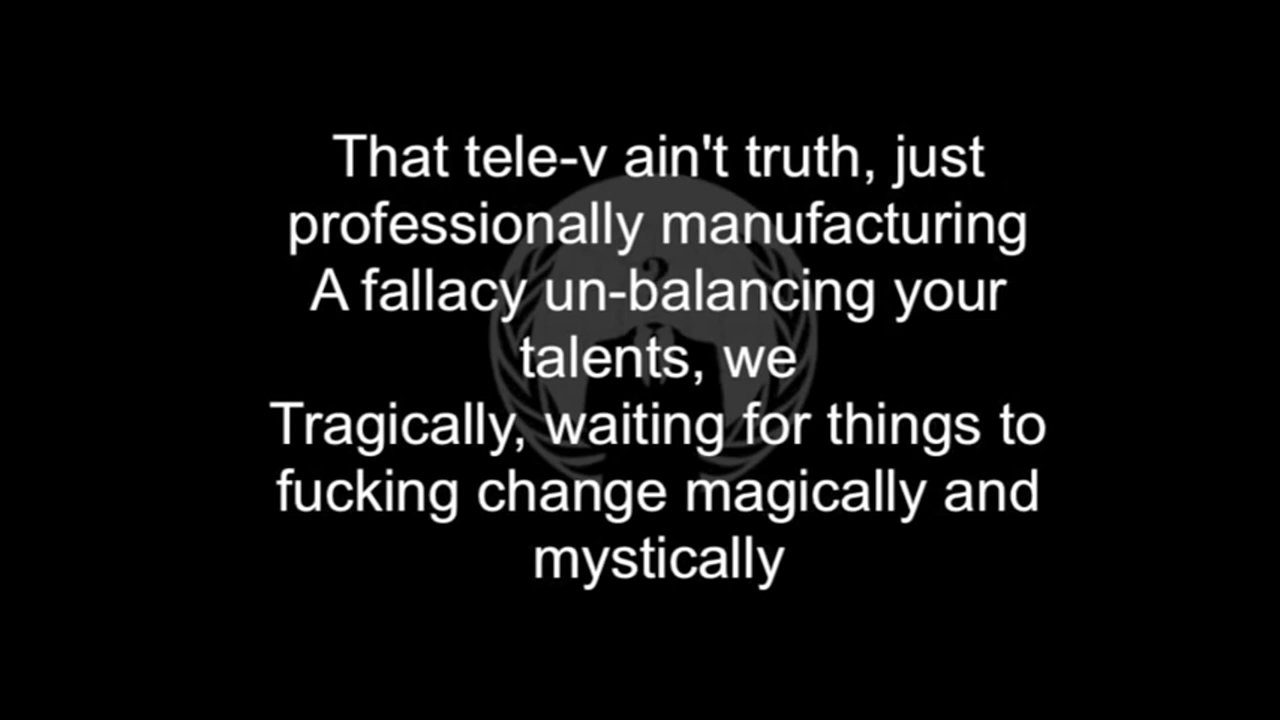 That tele-v ain't truth, just
professionally manufacturing
A fallacy un-balancing your
talents, we
Tragically, waiting for things to
fucking change magically and
mystically